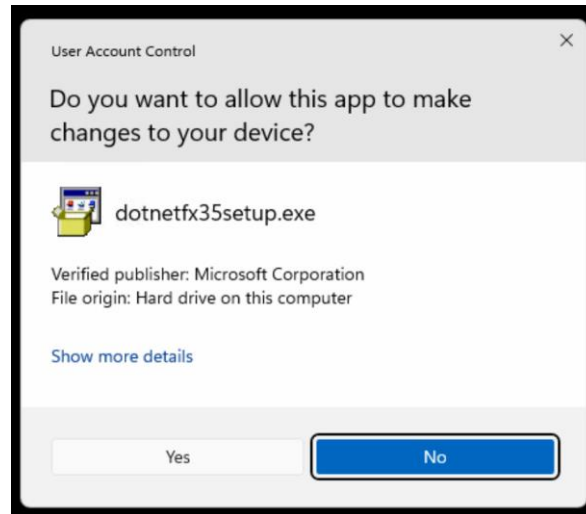 User Account Control
Do you want to allow this app to make
changes to your device?
dotnetfx35setup.exe
Verified publisher: Microsoft Corporation
File origin: Hard drive on this computer
Show more details
Yes
No